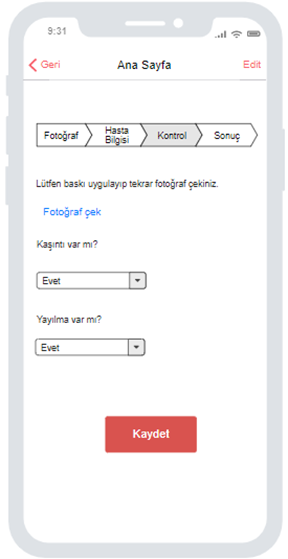 9:31
Geri
Ana Sayfa
Edit
Fotoğraf
Hasta
Bilgisi
Kontrol
Sonuç
Lütfen baskı uygulayıp tekrar fotoğraf çekiniz.
Fotoğraf çek
Kaşıntı var mı?
Evet
Yayılma var mı?
Evet
Kaydet